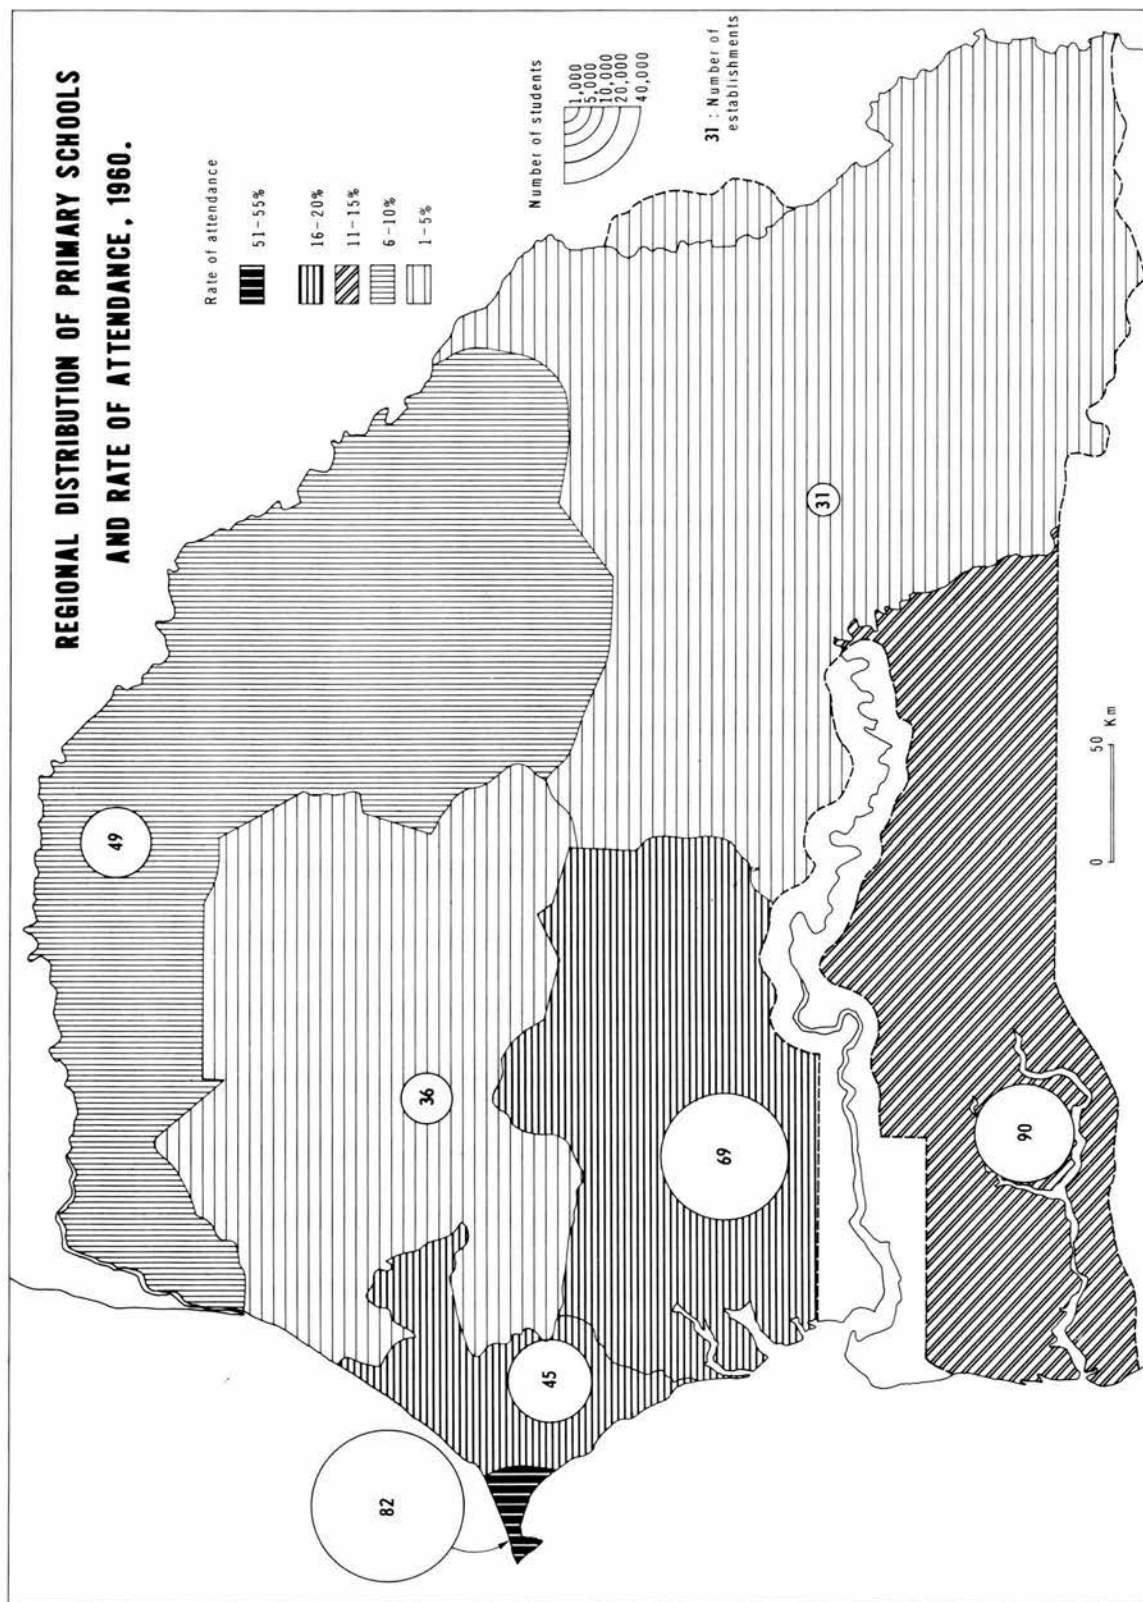 REGIONAL DISTRIBUTION OF PRIMARY SCHOOLS
AND RATE OF ATTENDANCE, 1960.
Rate of attendance
51-55%
16-20%
11-15%
6-10%
1-5%
Number of students
1,000
5,000
10,000
20,000
40,000
31 : Number of
establishments
82
45
36
49
69
31
90
0 50
Km